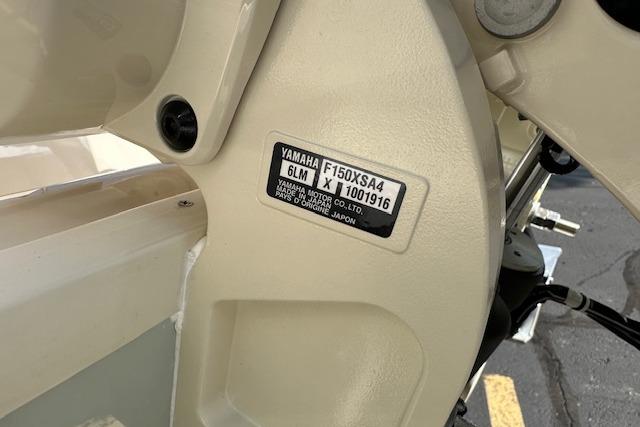 YAMAHA F150XSA4
6LM X 1001916
YAMAHA MOTOR CO., LTD.
MADE IN JAPAN
PAYS D'ORIGINE JAPON